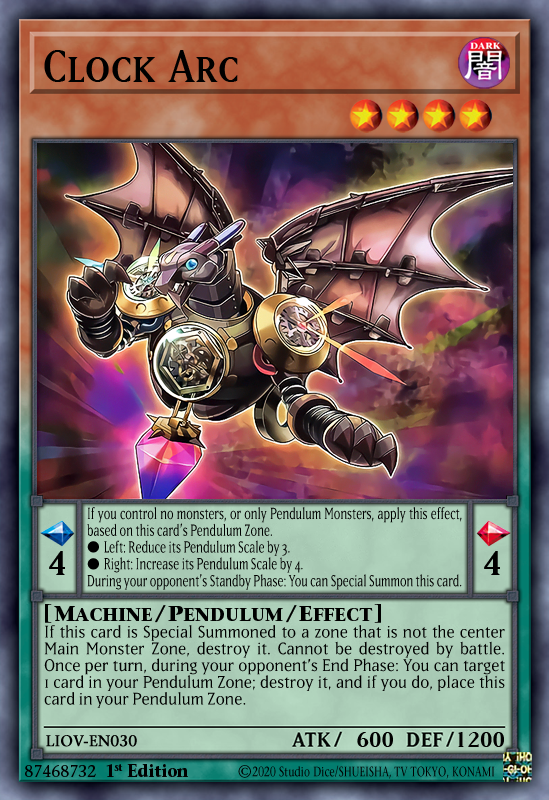 Clock Arc
DARK
闇
If you control no monsters, or only Pendulum Monsters, apply this effect,
based on this card's Pendulum Zone.
● Left: Reduce its Pendulum Scale by 3.
● Right: Increase its Pendulum Scale by 4.
During your opponent's Standby Phase: You can Special Summon this card.
4
4
[Machine/Pendulum/Effect]
If this card is Special Summoned to a zone that is not the center
Main Monster Zone, destroy it. Cannot be destroyed by battle.
Once per turn, during your opponent's End Phase: You can target
1 card in your Pendulum Zone; destroy it, and if you do, place this
card in your Pendulum Zone.
LIOV-EN030 ATK/ 600 DEF/1200
87468732 1st Edition ©2020 Studio Dice/SHUEISHA, TV TOKYO, KONAMI